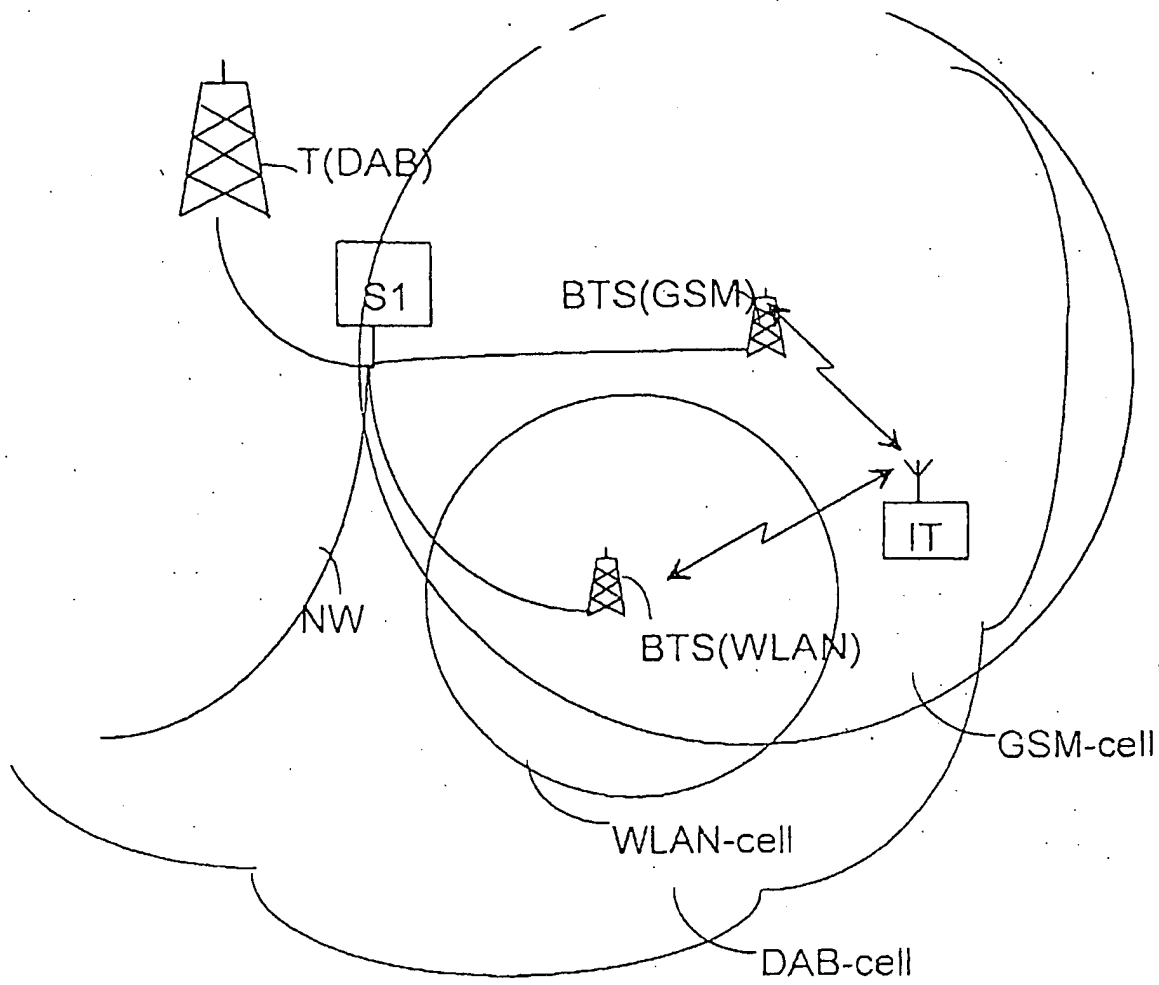 T(DAB)
S1
BTS(GSM)
IT
NW
BTS(WLAN)
GSM-cell
WLAN-cell
DAB-cell